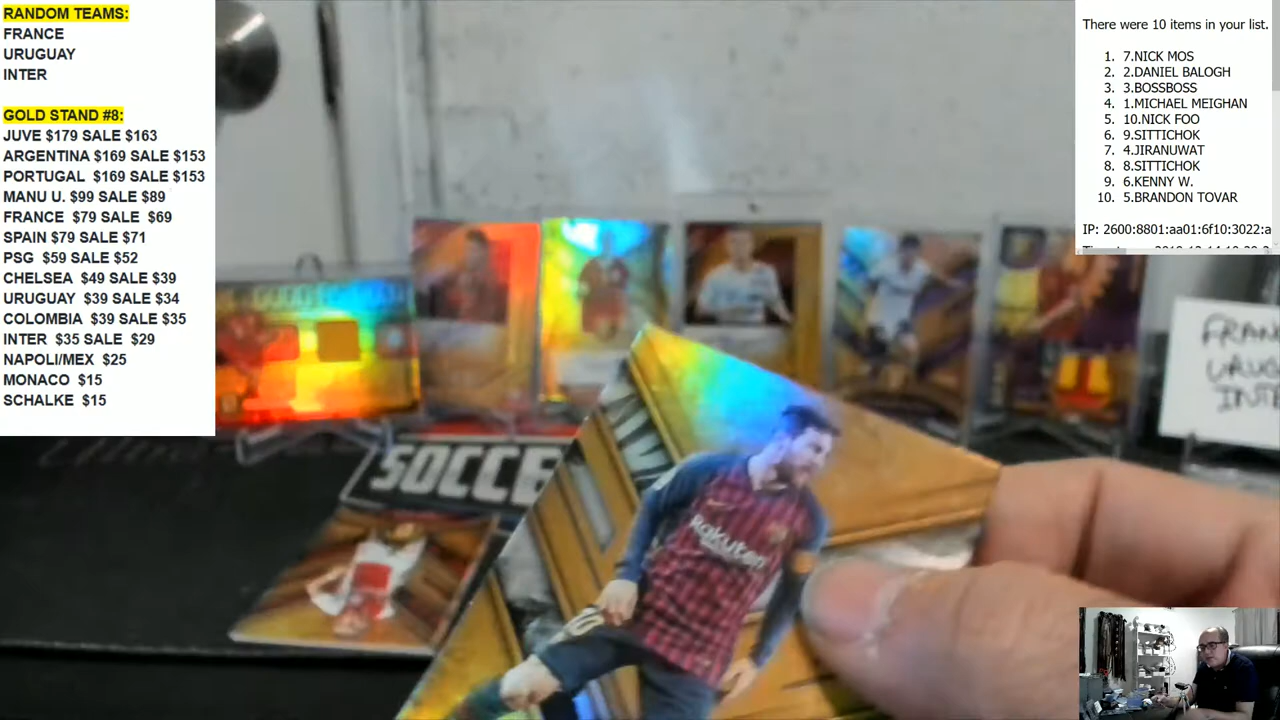 RANDOM TEAMS:
FRANCE
URUGUAY
INTER
GOLD STAND #8:
JUVE $179 SALE $163
ARGENTINA $169 SALE $153
PORTUGAL $169 SALE $153
MANU U. $99 SALE $89
FRANCE $79 SALE $69
SPAIN $79 SALE $71
PSG $59 SALE $52
CHELSEA $49 SALE $39
URUGUAY $39 SALE $34
COLOMBIA $39 SALE $35
INTER $35 SALE $29
NAPOLI/MEX $25
MONACO $15
SCHALKE $15
There were 10 items in your list.
1. 7.NICK MOS
2. 2.DANIEL BALOGH
3. 3.BOSSBOSS
4. 1.MICHAEL MEIGHAN
5. 10.NICK FOO
6. 9.SITTICHOK
7. 4.JIRANUWAT
8. 8.SITTICHOK
9. 6.KENNY W.
10. 5.BRANDON TOVAR
IP: 2600:8801:aa01:6f10:3022:a
FRAN
URUG
INTE
SOCCE
Rakuten